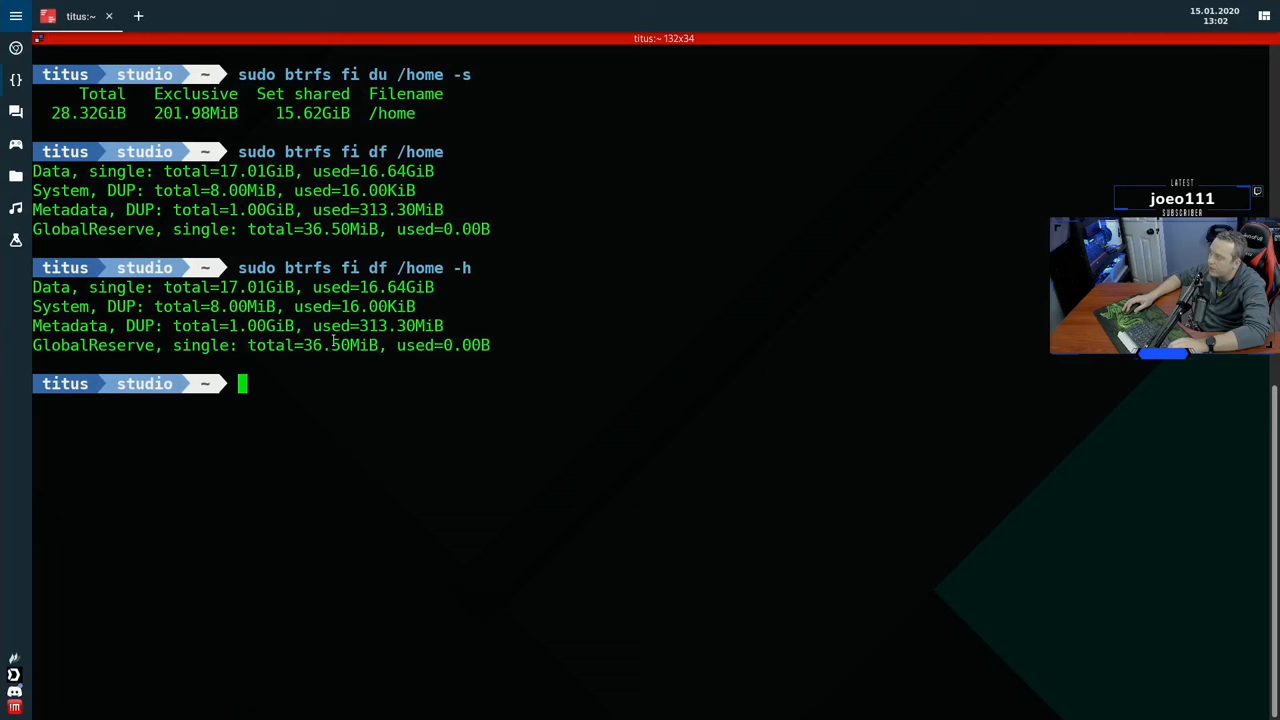 titus:~
15.01.2020
13:02
titus:~ 132x34
titus studio ~ sudo btrfs fi du /home -s
Total Exclusive Set shared Filename
28.32GiB 201.98MiB 15.62GiB /home
titus studio ~ sudo btrfs fi df /home
Data, single: total=17.01GiB, used=16.64GiB
System, DUP: total=8.00MiB, used=16.00KiB
Metadata, DUP: total=1.00GiB, used=313.30MiB
GlobalReserve, single: total=36.50MiB, used=0.00B
titus studio ~ sudo btrfs fi df /home -h
Data, single: total=17.01GiB, used=16.64GiB
System, DUP: total=8.00MiB, used=16.00KiB
Metadata, DUP: total=1.00GiB, used=313.30MiB
GlobalReserve, single: total=36.50MiB, used=0.00B
titus studio ~
LATEST
joeo111
SUBSCRIBER